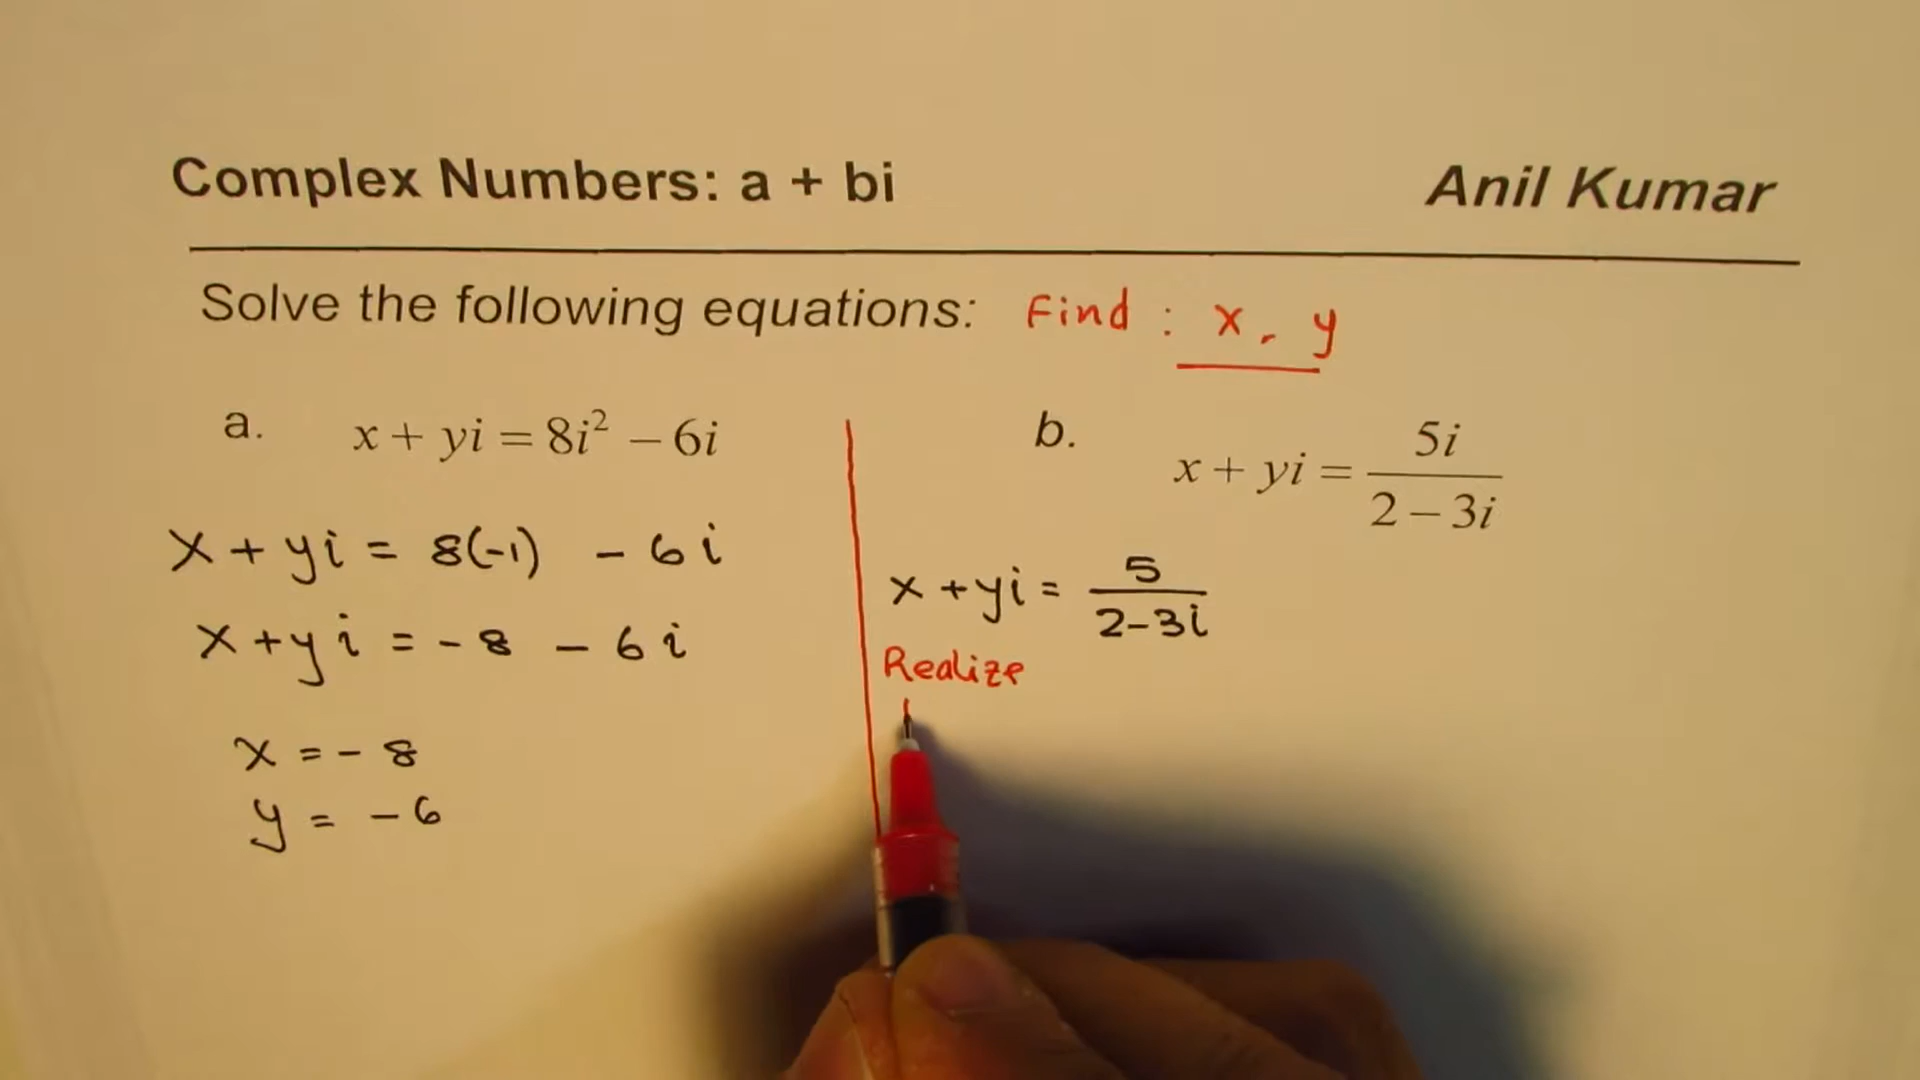 Complex Numbers: a + bi
Anil Kumar
Solve the following equations: Find : x, y
a. x + yi = 8i² – 6i
x + yi = 8(-1) - 6i
x + yi = -8 - 6i
x = -8
y = -6
b. x + yi = 5i / (2 – 3i)
x + yi = 5 / (2-3i)
Realize